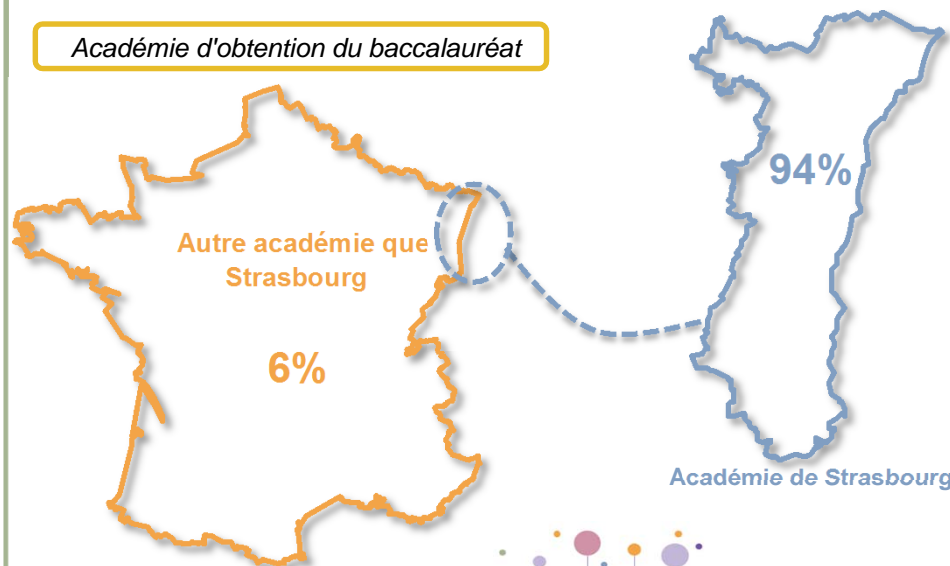 Académie d'obtention du baccalauréat
94%
Autre académie que
Strasbourg
6%
Académie de Strasbourg